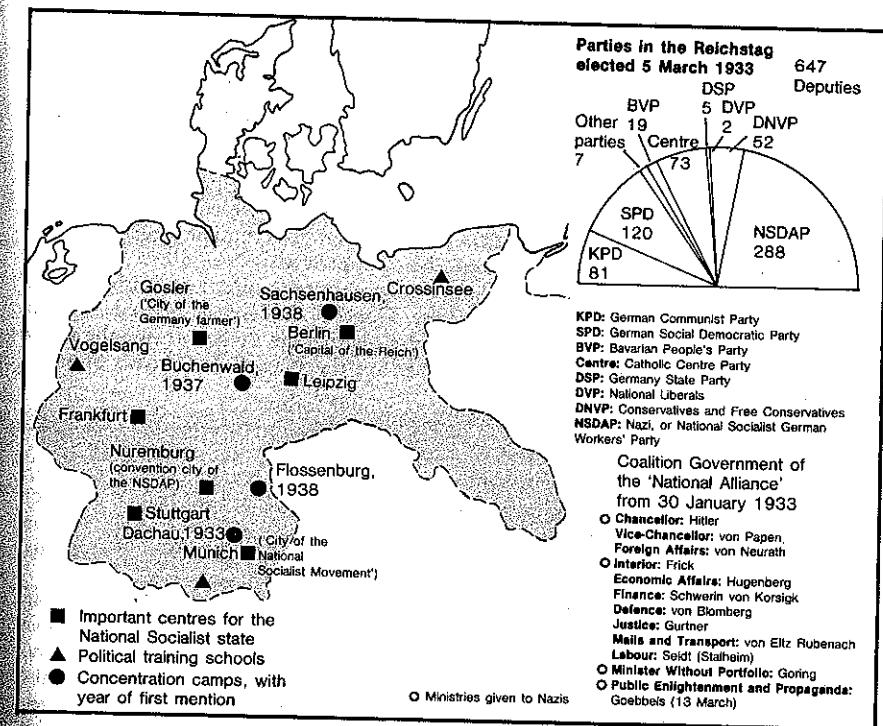 Parties in the Reichstag
elected 5 March 1933
647
Deputies
DSP
5
DVP
2
BVP
19
DNVP
52
Other
parties
7
Centre
73
SPD
120
NSDAP
288
KPD
81
KPD: German Communist Party
SPD: German Social Democratic Party
BVP: Bavarian People's Party
Centre: Catholic Centre Party
DSP: Germany State Party
DVP: National Liberals
DNVP: Conservatives and Free Conservatives
NSDAP: Nazi, or National Socialist German
Workers' Party
Coalition Government of
the 'National Alliance'
from 30 January 1933
Chancellor: Hitler
Vice-Chancellor: von Papen,
Foreign Affairs: von Neurath
Interior: Frick
Economic Affairs: Hugenberg
Finance: Schwerin von Korsigk
Defence: von Blomberg
Justice: Gurtner
Mails and Transport: von Eltz Rubenach
Labour: Seldt (Stalheim)
Minister Without Portfolio: Goring
Public Enlightenment and Propaganda:
Goebbels (13 March)
Gosler
('City of the
Germany farmer')
Sachsenhausen,
1938
Crossinsee
Berlin
('Capital of the Reich')
Vogelsang
Buchenwald,
1937
Leipzig
Frankfurt
Nuremburg
(convention city of
the NSDAP)
Flossenburg,
1938
Stuttgart
Dachau, 1933
Munich
('City of the
National
Socialist Movement')
Important centres for the
National Socialist state
Political training schools
Concentration camps, with
year of first mention
Ministries given to Nazis